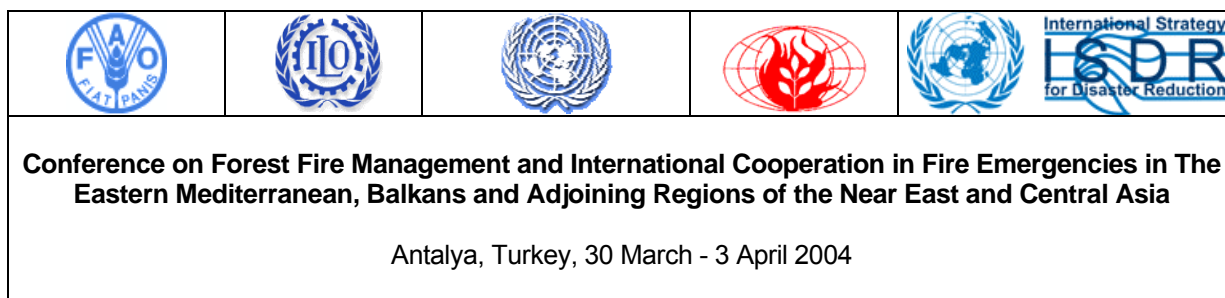 F A O
FIAT PANIS
ILO
International Strategy
ISDR
for Disaster Reduction
Conference on Forest Fire Management and International Cooperation in Fire Emergencies in The
Eastern Mediterranean, Balkans and Adjoining Regions of the Near East and Central Asia
Antalya, Turkey, 30 March - 3 April 2004